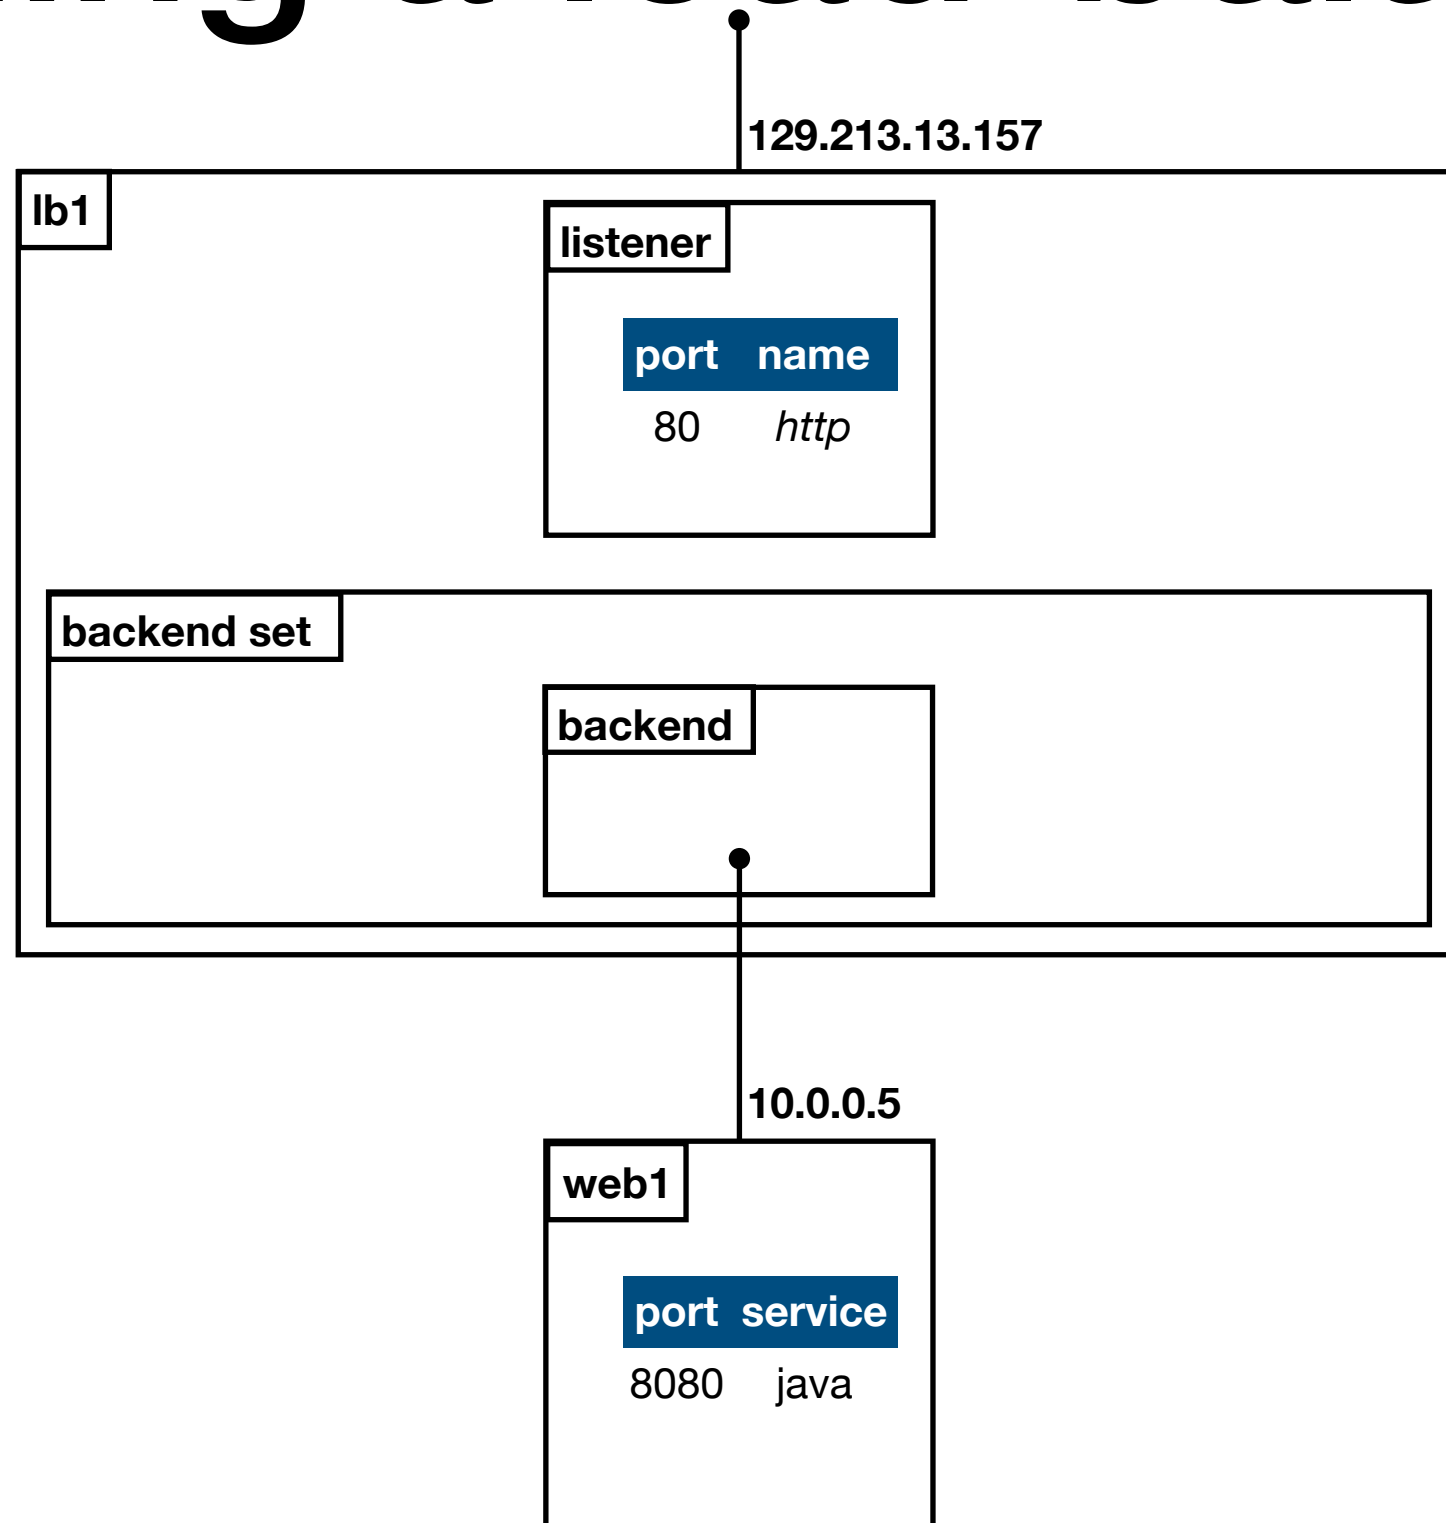 129.213.13.157
lb1
listener
port name
80 http
backend set
backend
10.0.0.5
web1
port service
8080 java